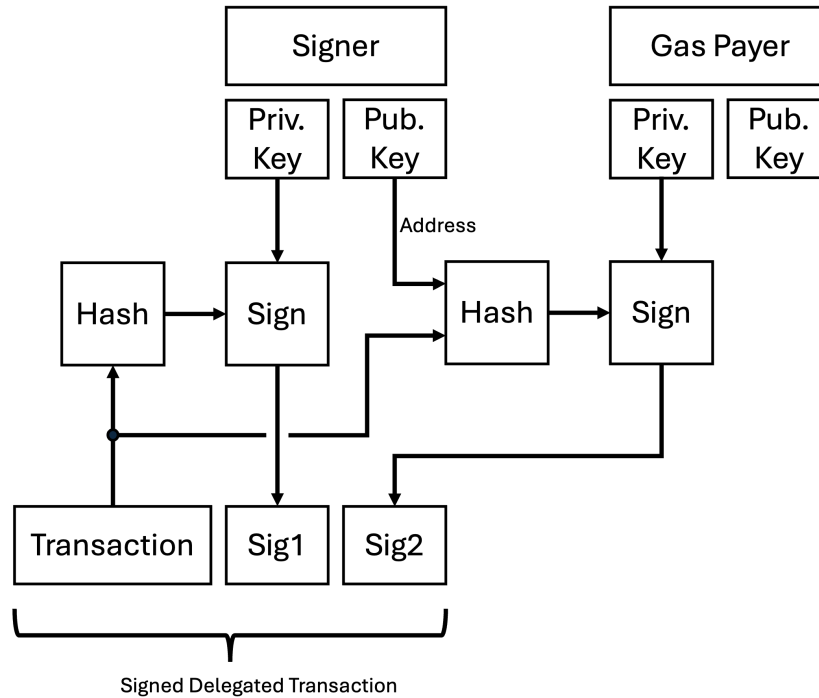 Signer
Gas Payer
Priv.
Key
Pub.
Key
Priv.
Key
Pub.
Key
Address
Hash
Sign
Hash
Sign
Transaction
Sig1
Sig2
Signed Delegated Transaction